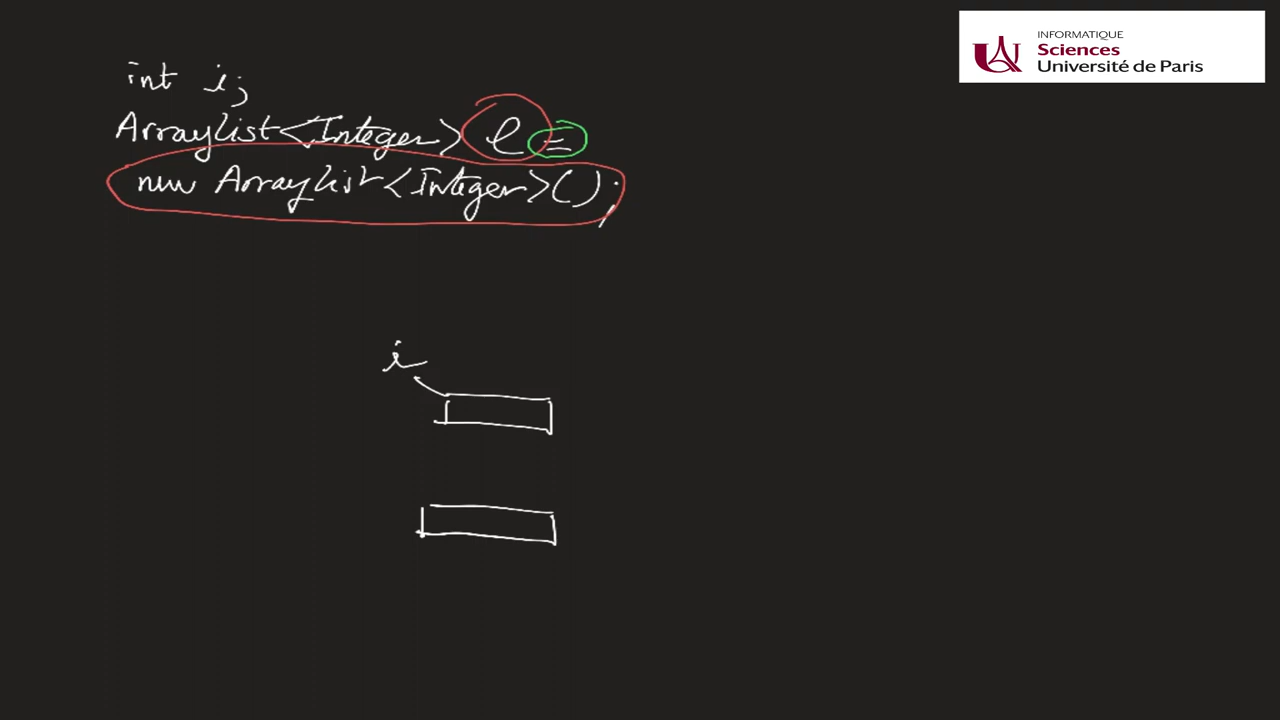 int i;
ArrayList<Integer> l =
new ArrayList<Integer>();
i
INFORMATIQUE
Sciences
Université de Paris